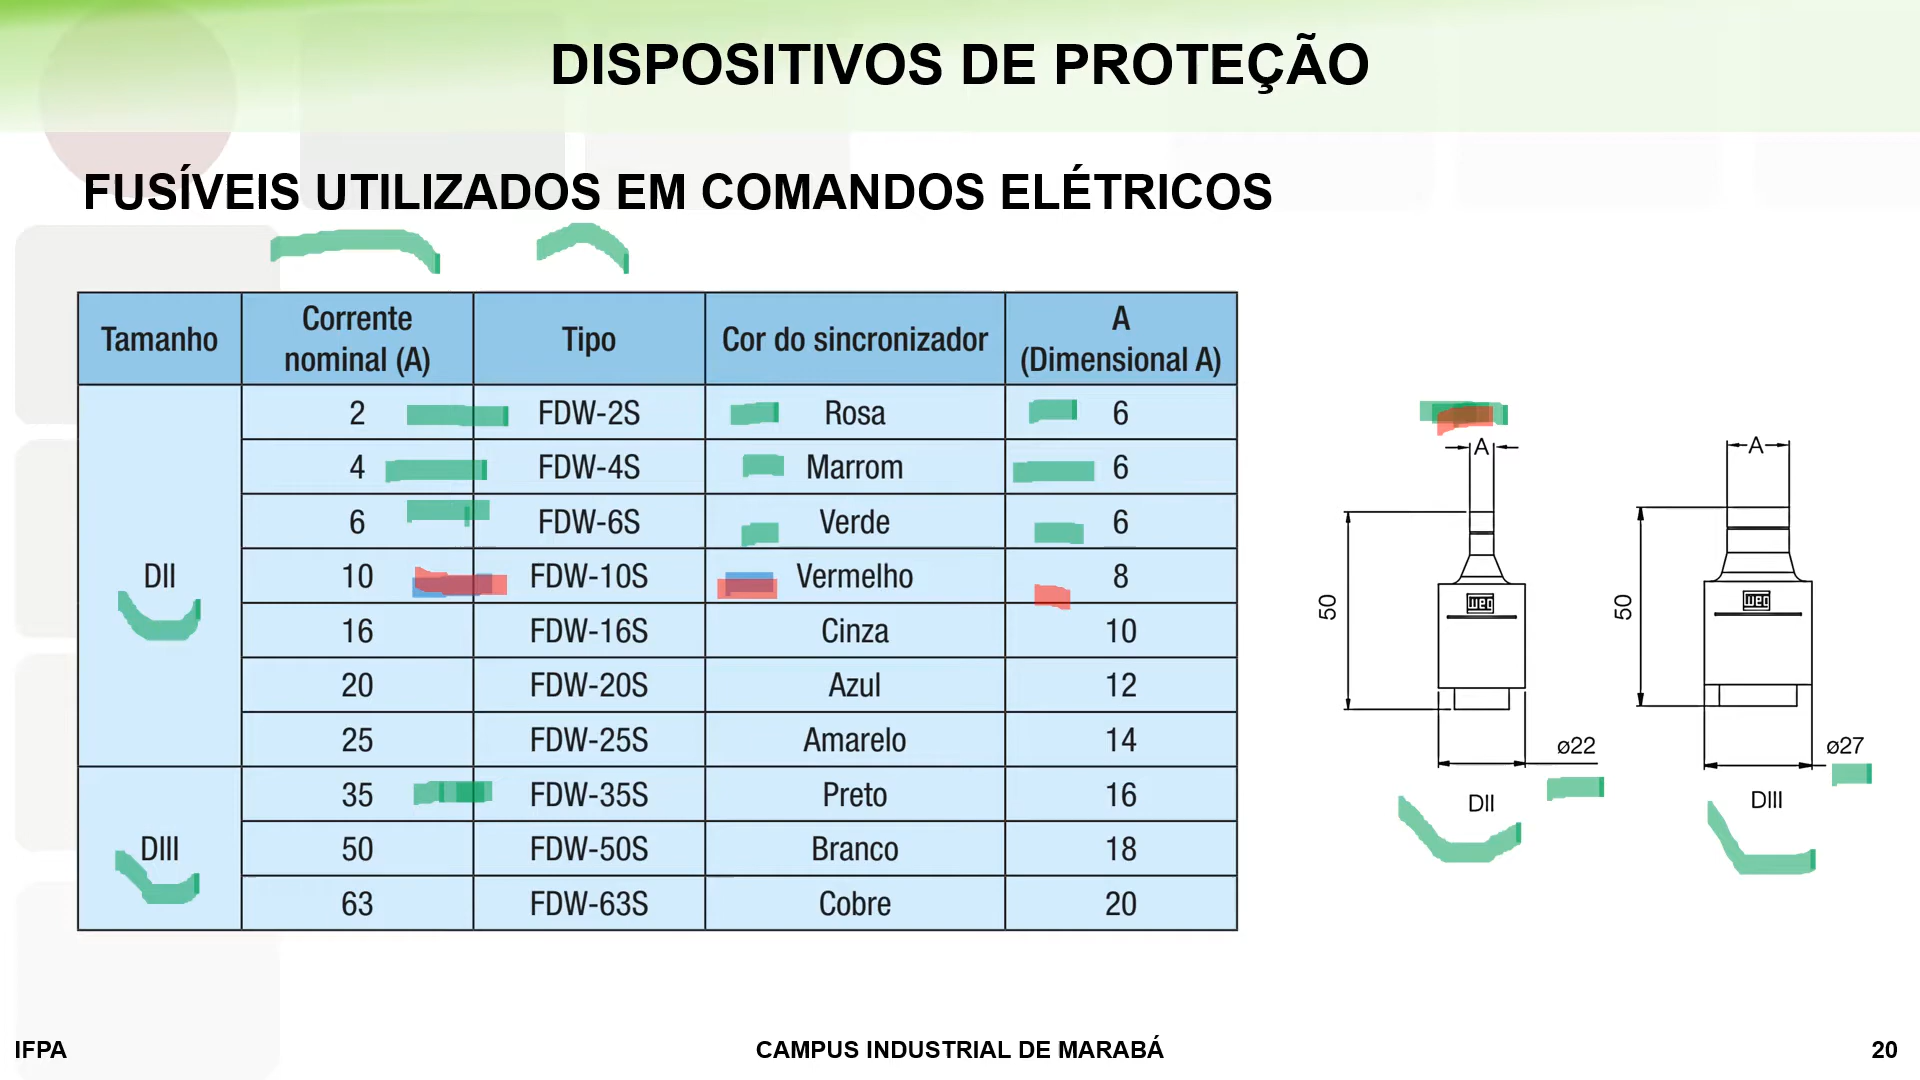 DISPOSITIVOS DE PROTEÇÃO
FUSÍVEIS UTILIZADOS EM COMANDOS ELÉTRICOS
Tamanho Corrente nominal (A) Tipo Cor do sincronizador A (Dimensional A)
DII
2 FDW-2S Rosa 6
4 FDW-4S Marrom 6
6 FDW-6S Verde 6
10 FDW-10S Vermelho 8
16 FDW-16S Cinza 10
20 FDW-20S Azul 12
25 FDW-25S Amarelo 14
DIII
35 FDW-35S Preto 16
50 FDW-50S Branco 18
63 FDW-63S Cobre 20
A
50
weg
ø22
DII
A
50
weg
ø27
DIII
IFPA
CAMPUS INDUSTRIAL DE MARABÁ
20